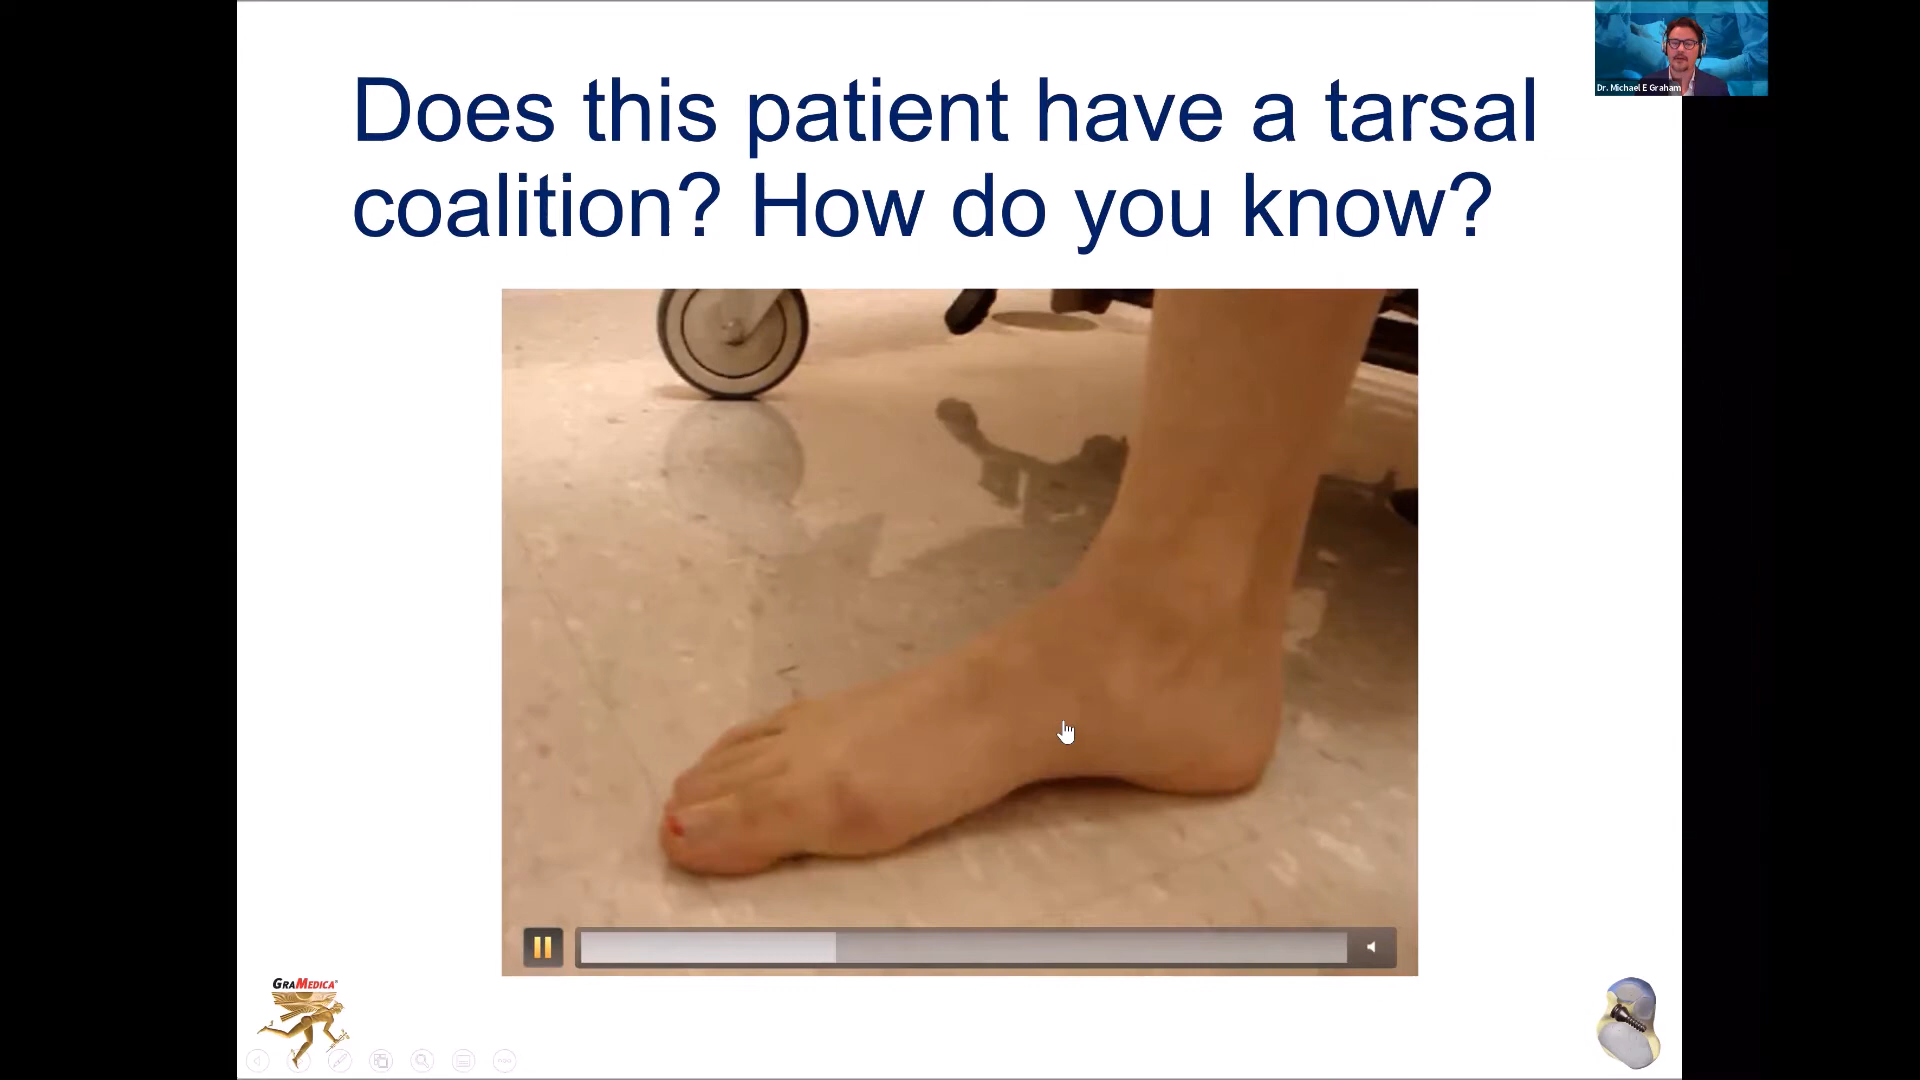 Does this patient have a tarsal
coalition? How do you know?
Dr. Michael E Graham
GRAMEDICA®